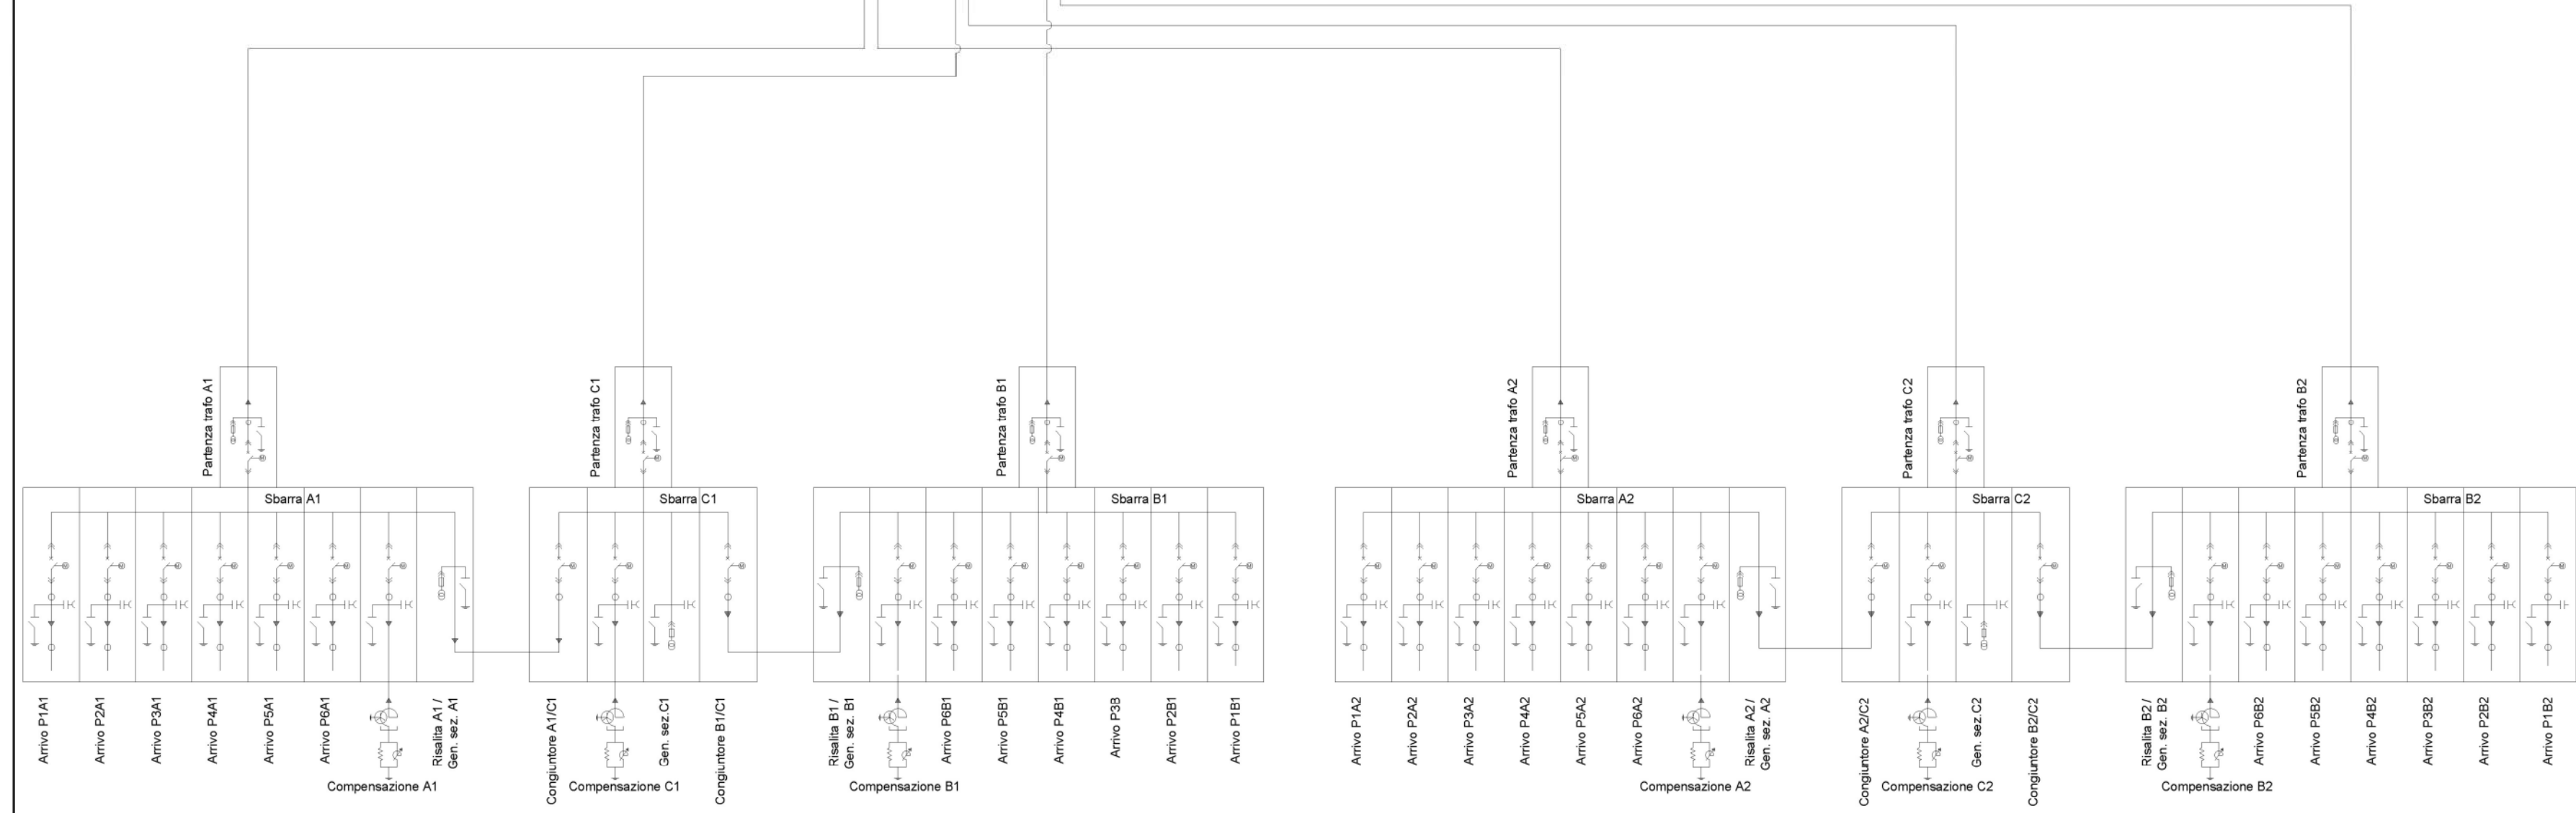 Partenza trafo A1
Partenza trafo C1
Partenza trafo B1
Partenza trafo A2
Partenza trafo C2
Partenza trafo B2
Sbarra A1
Sbarra C1
Sbarra B1
Sbarra A2
Sbarra C2
Sbarra B2
Arrivo P1A1
Arrivo P2A1
Arrivo P3A1
Arrivo P4A1
Arrivo P5A1
Arrivo P6A1
Compensazione A1
Risalita A1 /
Gen. sez. A1
Congiuntore A1/C1
Compensazione C1
Gen. sez.C1
Congiuntore B1/C1
Risalita B1 /
Gen. sez. B1
Compensazione B1
Arrivo P6B1
Arrivo P5B1
Arrivo P4B1
Arrivo P3B
Arrivo P2B1
Arrivo P1B1
Arrivo P1A2
Arrivo P2A2
Arrivo P3A2
Arrivo P4A2
Arrivo P5A2
Arrivo P6A2
Compensazione A2
Risalita A2 /
Gen. sez. A2
Congiuntore A2/C2
Compensazione C2
Gen. sez.C2
Congiuntore B2/C2
Risalita B2 /
Gen. sez. B2
Compensazione B2
Arrivo P6B2
Arrivo P5B2
Arrivo P4B2
Arrivo P3B2
Arrivo P2B2
Arrivo P1B2